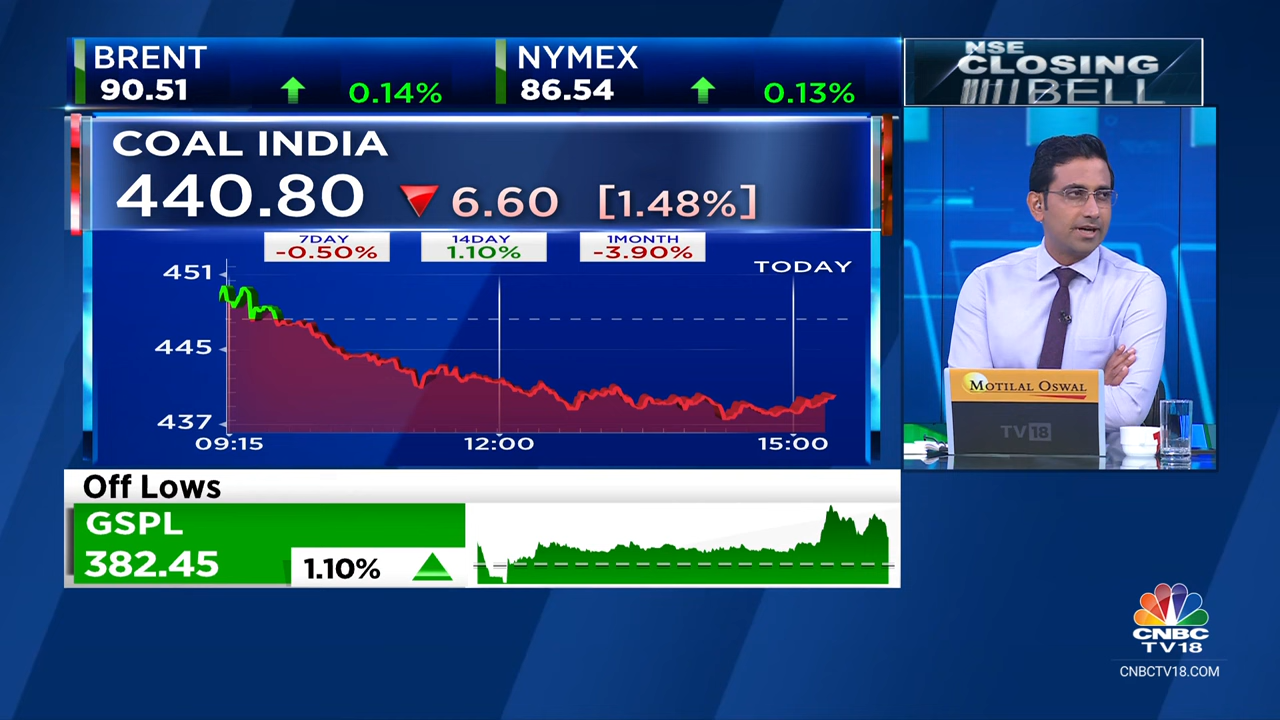 BRENT
90.51 0.14%
NYMEX
86.54 0.13%
NSE
CLOSING
BELL
COAL INDIA
440.80 6.60 [1.48%]
7DAY
-0.50%
14DAY
1.10%
1MONTH
-3.90%
TODAY
451
445
437
09:15 12:00 15:00
MOTILAL OSWAL
TV18
Off Lows
GSPL
382.45 1.10%
CNBC
TV18
CNBCTV18.COM